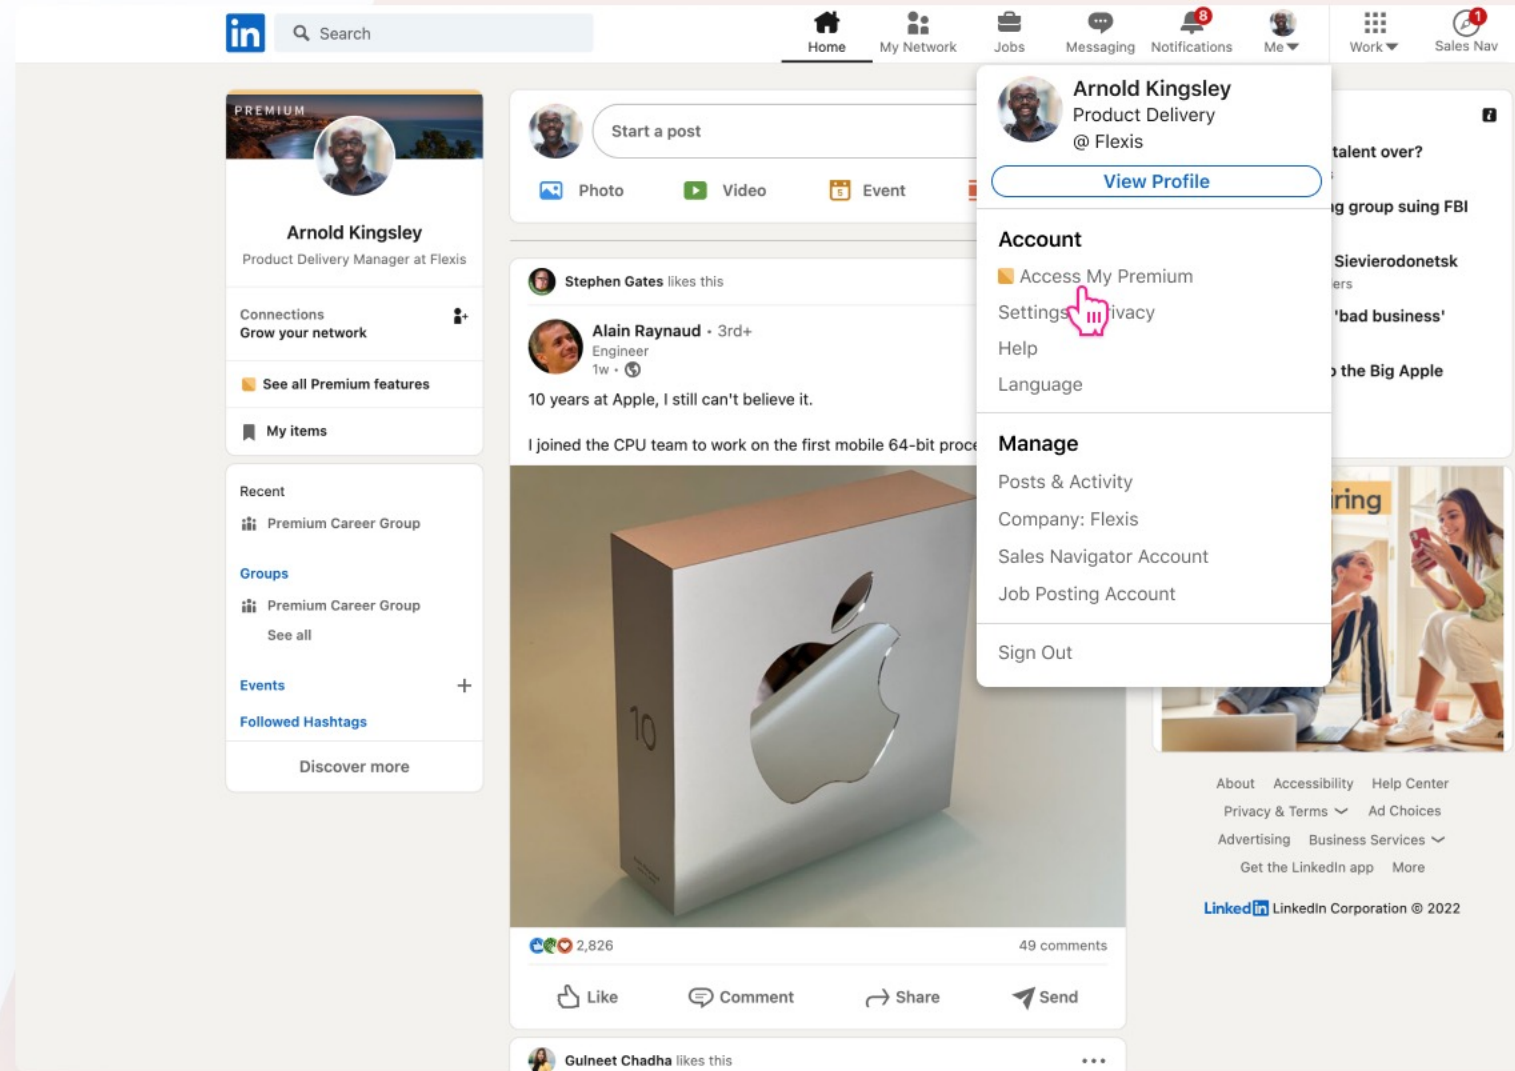 in
Search
Home
My Network
Jobs
Messaging
8
Notifications
Me
Work
1
Sales Nav
PREMIUM
Arnold Kingsley
Product Delivery Manager at Flexis
Connections
Grow your network
See all Premium features
My items
Recent
Premium Career Group
Groups
Premium Career Group
See all
Events
Followed Hashtags
Discover more
Start a post
Photo
Video
5
Event
Stephen Gates likes this
Alain Raynaud • 3rd+
Engineer
1w •
10 years at Apple, I still can't believe it.
I joined the CPU team to work on the first mobile 64-bit proce
10
2,826
49 comments
Like
Comment
Share
Send
Gulneet Chadha likes this
Arnold Kingsley
Product Delivery
@ Flexis
View Profile
Account
Access My Premium
Settings ivacy
Help
Language
Manage
Posts & Activity
Company: Flexis
Sales Navigator Account
Job Posting Account
Sign Out
talent over?
g group suing FBI
Sievierodonetsk
ers
'bad business'
the Big Apple
iring
About Accessibility Help Center
Privacy & Terms Ad Choices
Advertising Business Services
Get the LinkedIn app More
Linked in LinkedIn Corporation © 2022